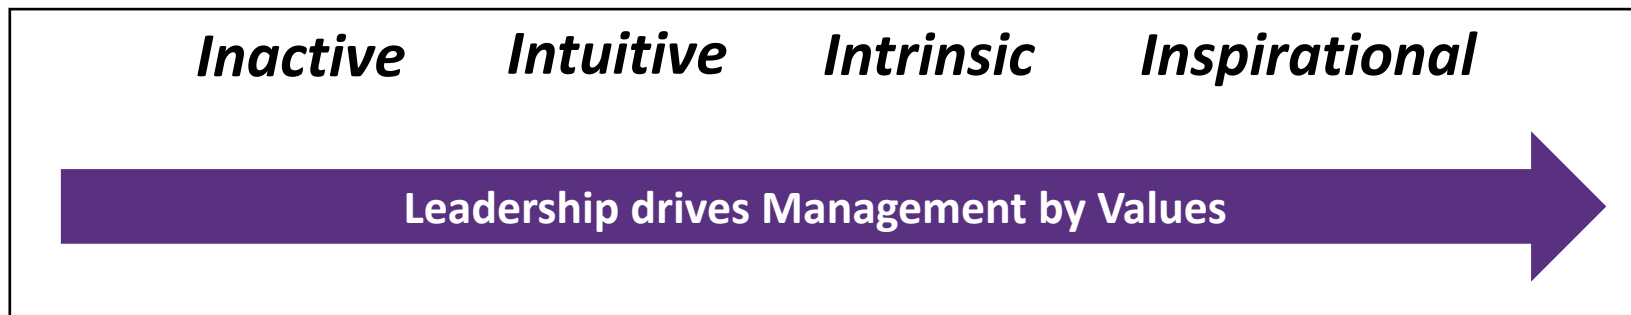 Inactive Intuitive Intrinsic Inspirational
Leadership drives Management by Values